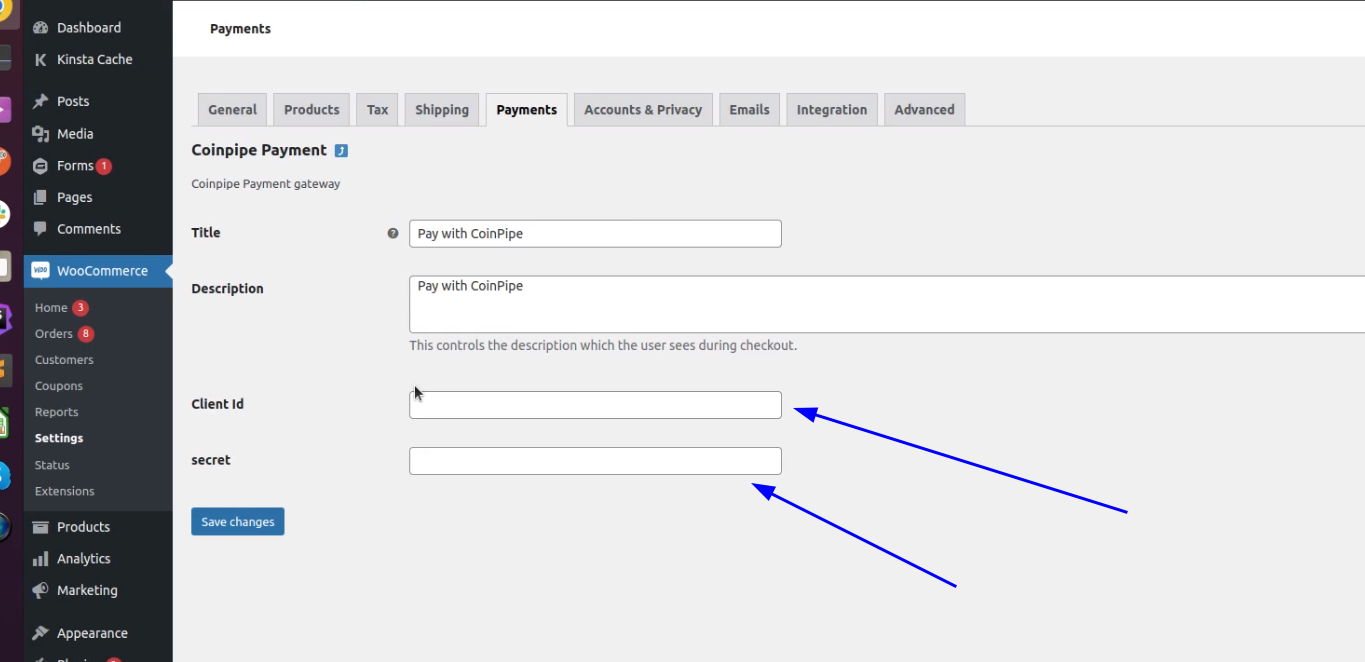 Dashboard
Kinsta Cache
Posts
Media
Forms 1
Pages
Comments
WooCommerce
Home 3
Orders 8
Customers
Coupons
Reports
Settings
Status
Extensions
Products
Analytics
Marketing
Appearance
Payments
General Products Tax Shipping Payments Accounts & Privacy Emails Integration Advanced
Coinpipe Payment
Coinpipe Payment gateway
Title
Pay with CoinPipe
Description
Pay with CoinPipe
This controls the description which the user sees during checkout.
Client Id
secret
Save changes